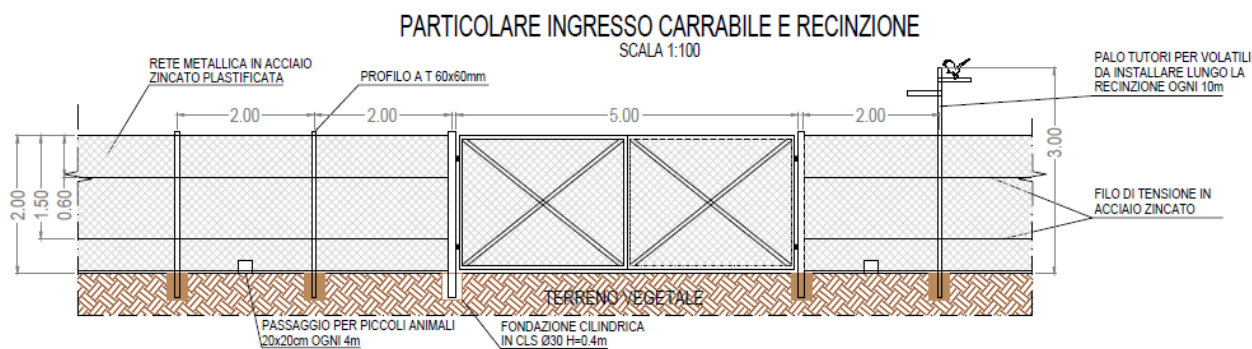 PARTICOLARE INGRESSO CARRABILE E RECINZIONE
SCALA 1:100
RETE METALLICA IN ACCIAIO
ZINCATO PLASTIFICATA
PROFILO A T 60x60mm
PALO TUTORI PER VOLATILI
DA INSTALLARE LUNGO LA
RECINZIONE OGNI 10m
2.00
2.00
5.00
2.00
3.00
2.00
1.50
0.60
FILO DI TENSIONE IN
ACCIAIO ZINCATO
TERRENO VEGETALE
PASSAGGIO PER PICCOLI ANIMALI
20x20cm OGNI 4m
FONDAZIONE CILINDRICA
IN CLS Ø30 H=0.4m